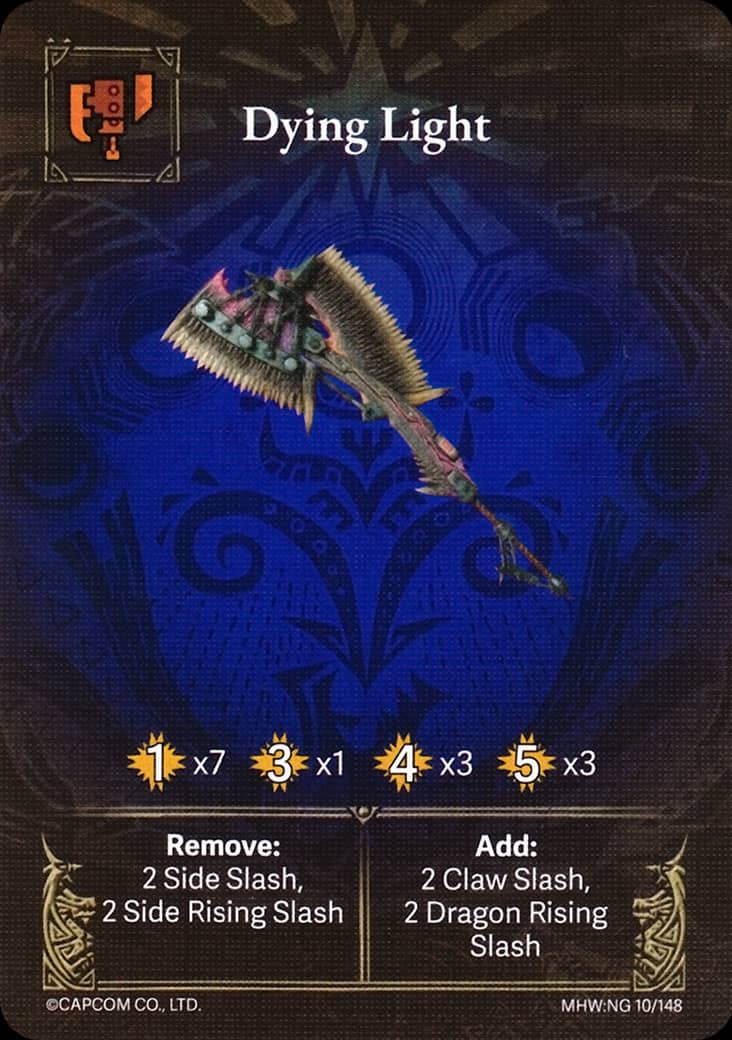 Dying Light
1 x7 3 x1 4 x3 5 x3
Remove:
2 Side Slash,
2 Side Rising Slash
Add:
2 Claw Slash,
2 Dragon Rising
Slash
©CAPCOM CO., LTD.
MHW:NG 10/148